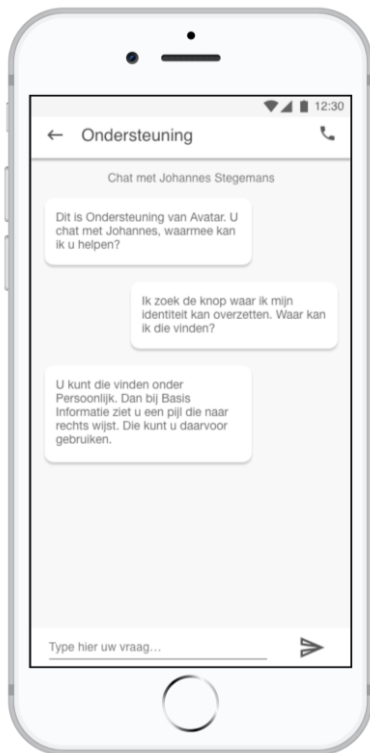 12:30
Ondersteuning
Chat met Johannes Stegemans
Dit is Ondersteuning van Avatar. U
chat met Johannes, waarmee kan
ik u helpen?
Ik zoek de knop waar ik mijn
identiteit kan overzetten. Waar kan
ik die vinden?
U kunt die vinden onder
Persoonlijk. Dan bij Basis
Informatie ziet u een pijl die naar
rechts wijst. Die kunt u daarvoor
gebruiken.
Type hier uw vraag...